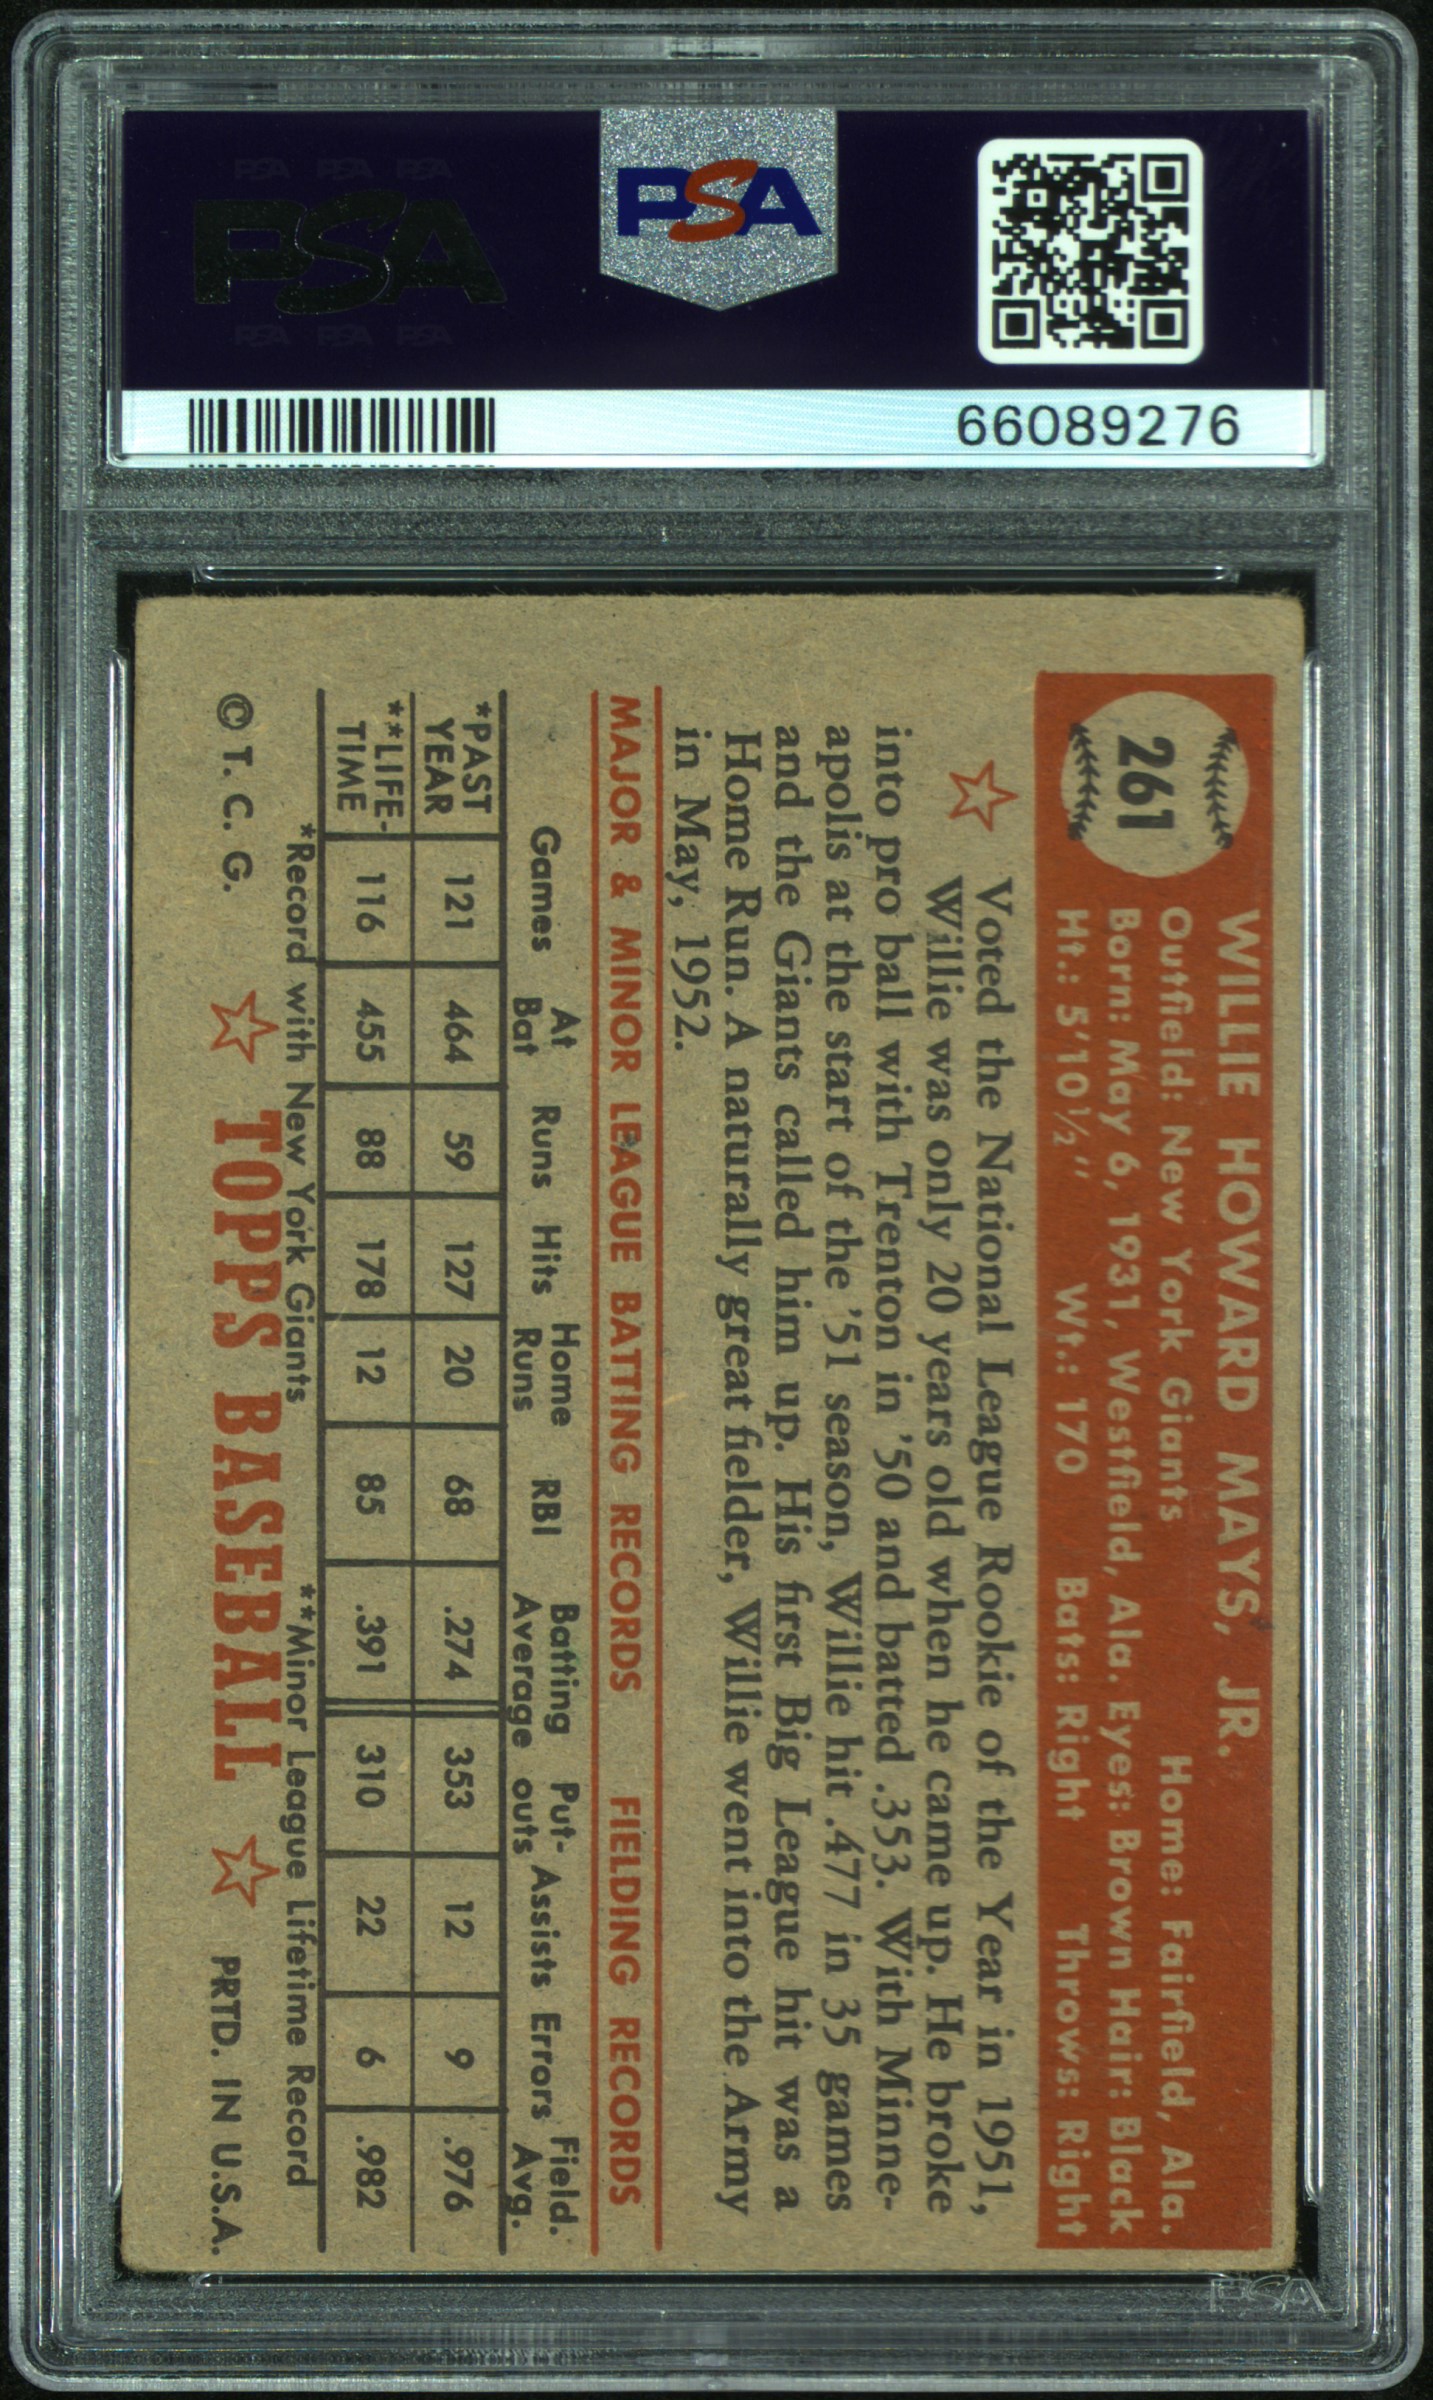 PSA PSA PSA
PSA
PSA PSA PSA
PSA
66089276
261
WILLIE HOWARD MAYS, JR.
Outfield: New York Giants Home: Fairfield, Ala.
Born: May 6, 1931, Westfield, Ala. Eyes: Brown Hair: Black
Ht.: 5'10½" Wt.: 170 Bats: Right Throws: Right
Voted the National League Rookie of the Year in 1951,
Willie was only 20 years old when he came up. He broke
into pro ball with Trenton in '50 and batted .353. With Minne-
apolis at the start of the '51 season, Willie hit .477 in 35 games
and the Giants called him up. His first Big League hit was a
Home Run. A naturally great fielder, Willie went into the Army
in May, 1952.
MAJOR & MINOR LEAGUE BATTING RECORDS FIELDING RECORDS
Games At Bat Runs Hits Home Runs RBI Batting Average Put-outs Assists Errors Field. Avg.
*PAST YEAR 121 464 59 127 20 68 .274 353 12 9 .976
**LIFE-TIME 116 455 88 178 12 85 .391 310 22 6 .982
*Record with New York Giants **Minor League Lifetime Record
© T. C. G. TOPPS BASEBALL PRTD. IN U.S.A.
PSA